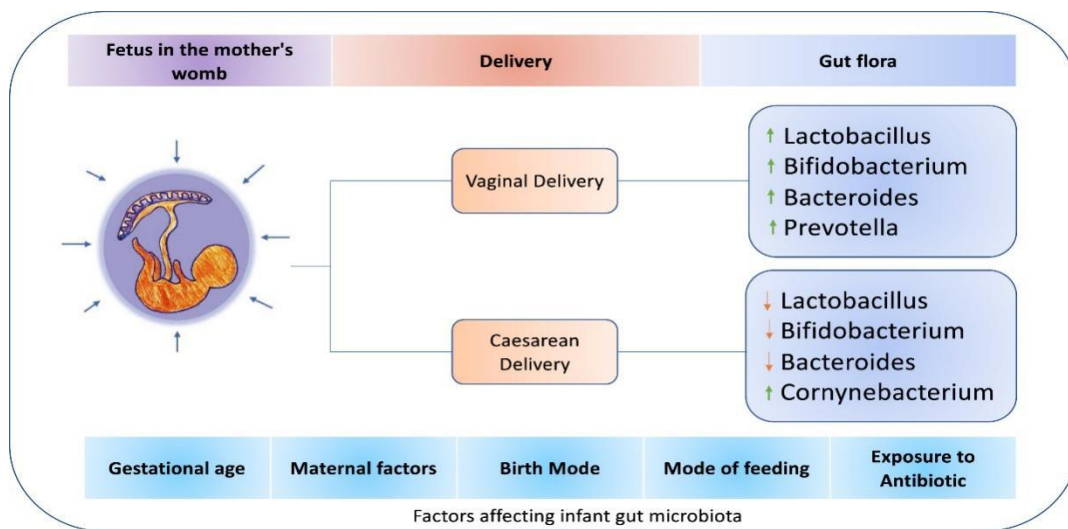 Fetus in the mother's
womb
Delivery
Gut flora
Vaginal Delivery
↑ Lactobacillus
↑ Bifidobacterium
↑ Bacteroides
↑ Prevotella
Caesarean
Delivery
↓ Lactobacillus
↓ Bifidobacterium
↓ Bacteroides
↑ Cornynebacterium
Gestational age
Maternal factors
Birth Mode
Mode of feeding
Exposure to
Antibiotic
Factors affecting infant gut microbiota